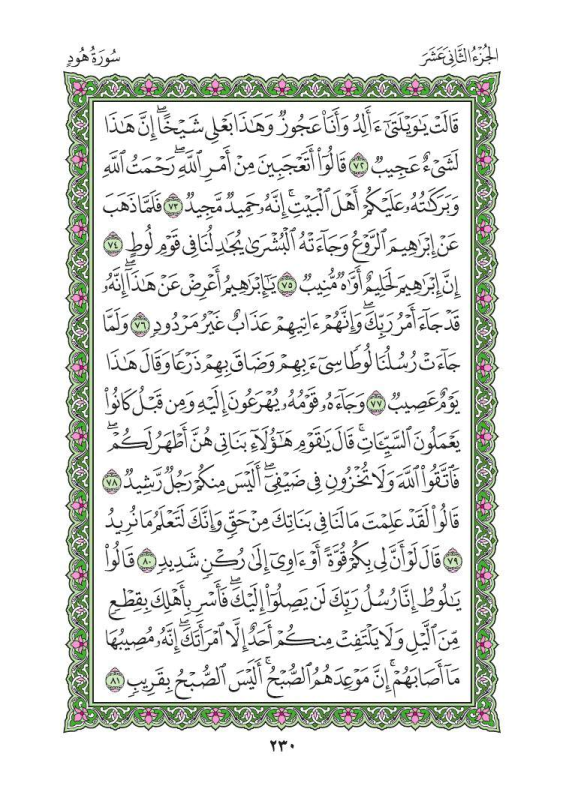 الجُزْءُ الثَّانِي عَشَرَ
سُورَةُ هُودٍ
قَالَتْ يَٰوَيْلَتَىٰٓ ءَأَلِدُ وَأَنَا۠ عَجُوزٌ وَهَٰذَا بَعْلِى شَيْخًا ۖ إِنَّ هَٰذَا
لَشَىْءٌ عَجِيبٌ ٧٢ قَالُوٓا۟ أَتَعْجَبِينَ مِنْ أَمْرِ ٱللَّهِ ۖ رَحْمَتُ ٱللَّهِ
وَبَرَكَٰتُهُۥ عَلَيْكُمْ أَهْلَ ٱلْبَيْتِ ۚ إِنَّهُۥ حَمِيدٌ مَّجِيدٌ ٧٣ فَلَمَّا ذَهَبَ
عَنْ إِبْرَٰهِيمَ ٱلرَّوْعُ وَجَآءَتْهُ ٱلْبُشْرَىٰ يُجَٰدِلُنَا فِى قَوْمِ لُوطٍ ٧٤
إِنَّ إِبْرَٰهِيمَ لَحَلِيمٌ أَوَّٰهٌ مُّنِيبٌ ٧٥ يَٰٓإِبْرَٰهِيمُ أَعْرِضْ عَنْ هَٰذَآ ۖ إِنَّهُۥ
قَدْ جَآءَ أَمْرُ رَبِّكَ ۖ وَإِنَّهُمْ ءَاتِيهِمْ عَذَابٌ غَيْرُ مَرْدُودٍ ٧٦ وَلَمَّا
جَآءَتْ رُسُلُنَا لُوطًا سِىٓءَ بِهِمْ وَضَاقَ بِهِمْ ذَرْعًا وَقَالَ هَٰذَا
يَوْمٌ عَصِيبٌ ٧٧ وَجَآءَهُۥ قَوْمُهُۥ يُهْرَعُونَ إِلَيْهِ وَمِن قَبْلُ كَانُوا۟
يَعْمَلُونَ ٱلسَّيِّـَٔاتِ ۚ قَالَ يَٰقَوْمِ هَٰٓؤُلَآءِ بَنَاتِى هُنَّ أَطْهَرُ لَكُمْ ۖ
فَٱتَّقُوا۟ ٱللَّهَ وَلَا تُخْزُونِ فِى ضَيْفِىٓ ۖ أَلَيْسَ مِنكُمْ رَجُلٌ رَّشِيدٌ ٧٨
قَالُوا۟ لَقَدْ عَلِمْتَ مَا لَنَا فِى بَنَاتِكَ مِنْ حَقٍّ وَإِنَّكَ لَتَعْلَمُ مَا نُرِيدُ
٧٩ قَالَ لَوْ أَنَّ لِى بِكُمْ قُوَّةً أَوْ ءَاوِىٓ إِلَىٰ رُكْنٍ شَدِيدٍ ٨٠ قَالُوا۟
يَٰلُوطُ إِنَّا رُسُلُ رَبِّكَ لَن يَصِلُوٓا۟ إِلَيْكَ ۖ فَأَسْرِ بِأَهْلِكَ بِقِطْعٍ
مِّنَ ٱلَّيْلِ وَلَا يَلْتَفِتْ مِنكُمْ أَحَدٌ إِلَّا ٱمْرَأَتَكَ ۖ إِنَّهُۥ مُصِيبُهَا
مَآ أَصَابَهُمْ ۚ إِنَّ مَوْعِدَهُمُ ٱلصُّبْحُ ۚ أَلَيْسَ ٱلصُّبْحُ بِقَرِيبٍ ٨١
٢٣٠